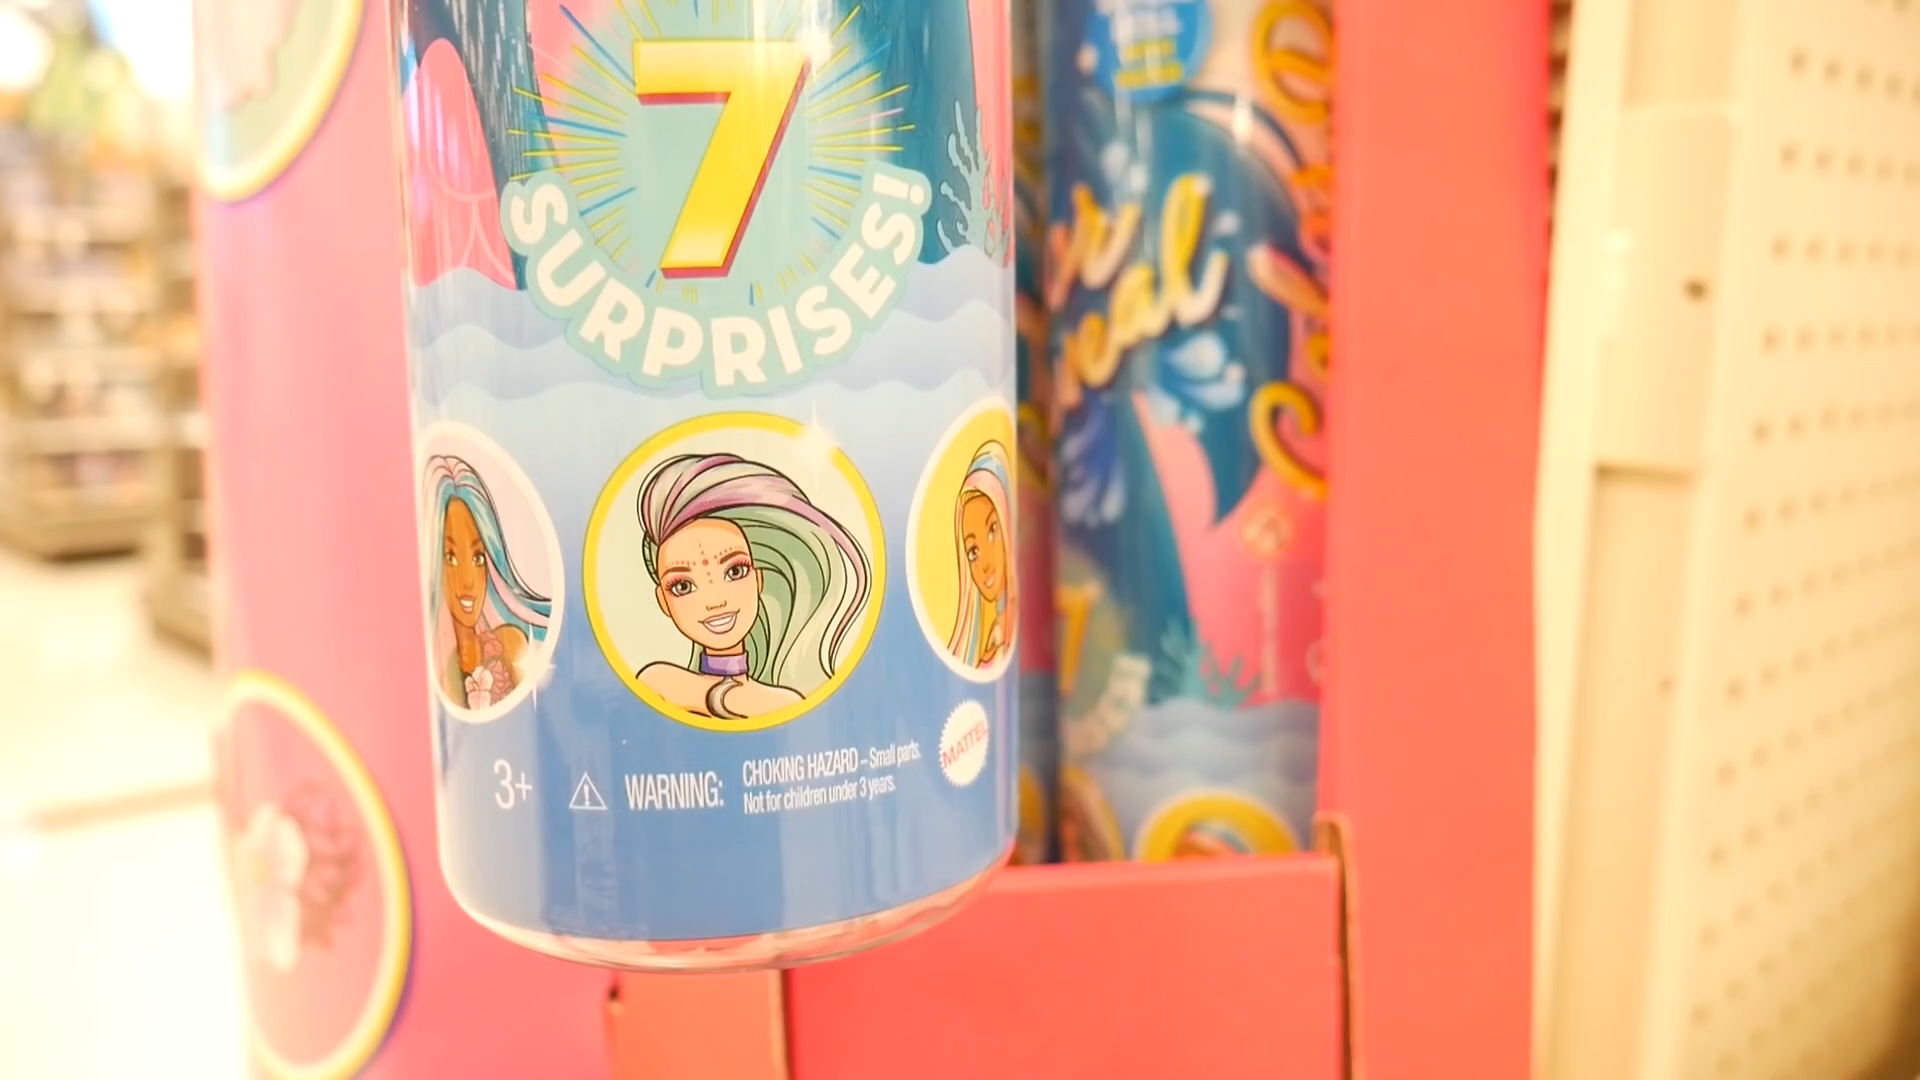 7
SURPRISES!
3+
WARNING:
CHOKING HAZARD – Small parts.
Not for children under 3 years.
MATTEL